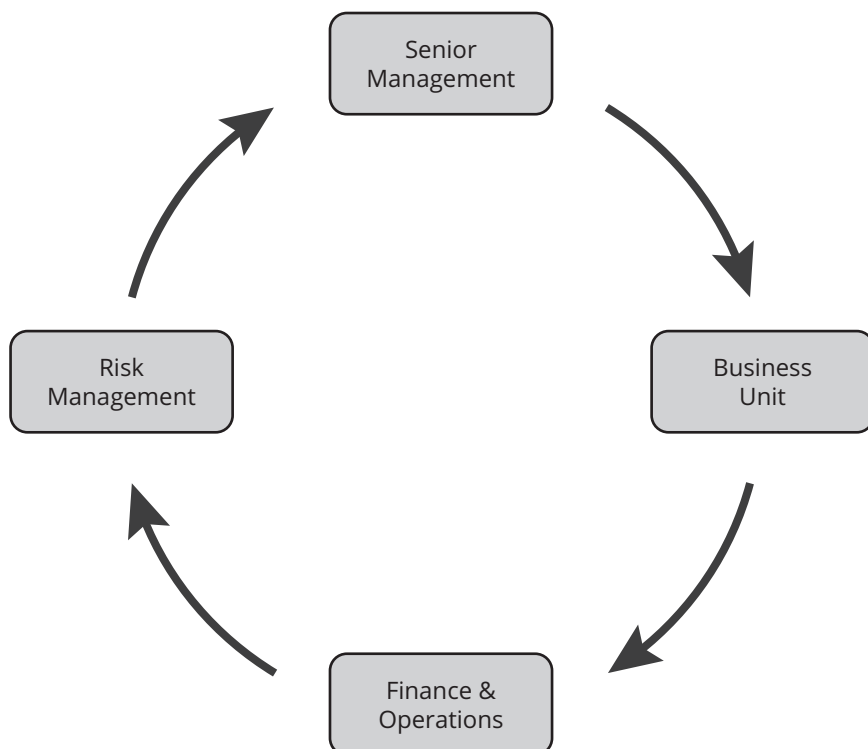 Senior
Management
Risk
Management
Business
Unit
Finance &
Operations